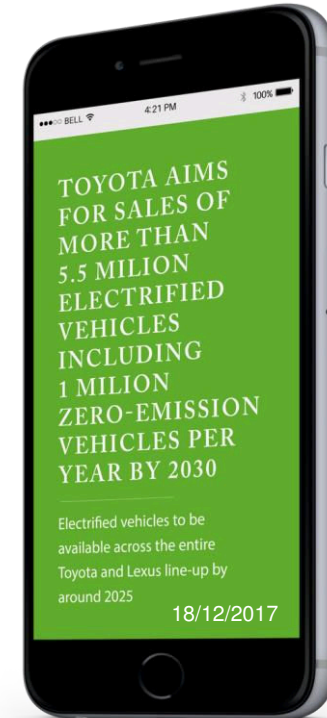 BELL 4:21 PM 100%
TOYOTA AIMS
FOR SALES OF
MORE THAN
5.5 MILION
ELECTRIFIED
VEHICLES
INCLUDING
1 MILION
ZERO-EMISSION
VEHICLES PER
YEAR BY 2030
Electrified vehicles to be
available across the entire
Toyota and Lexus line-up by
around 2025
18/12/2017